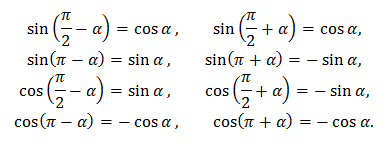 sin(π/2 − α) = cos α , sin(π/2 + α) = cos α,
sin(π − α) = sin α , sin(π + α) = − sin α,
cos(π/2 − α) = sin α , cos(π/2 + α) = − sin α,
cos(π − α) = − cos α , cos(π + α) = − cos α.